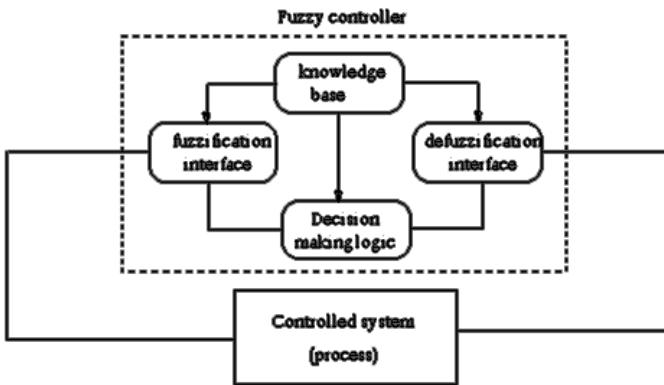 Fuzzy controller
knowledge
base
fuzzification
interface
defuzzification
interface
Decision
making logic
Controlled system
(process)